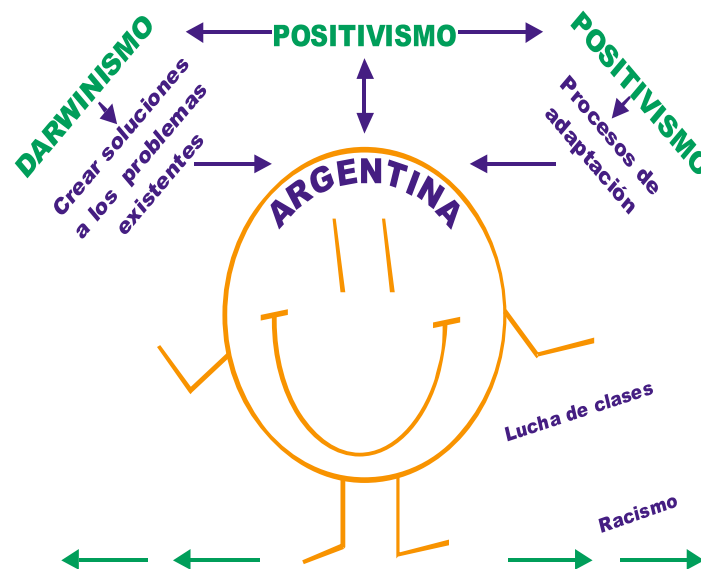 DARWINISMO
POSITIVISMO
POSITIVISMO
Crear soluciones
a los problemas
existentes
Procesos de
adaptación
ARGENTINA
Lucha de clases
Racismo